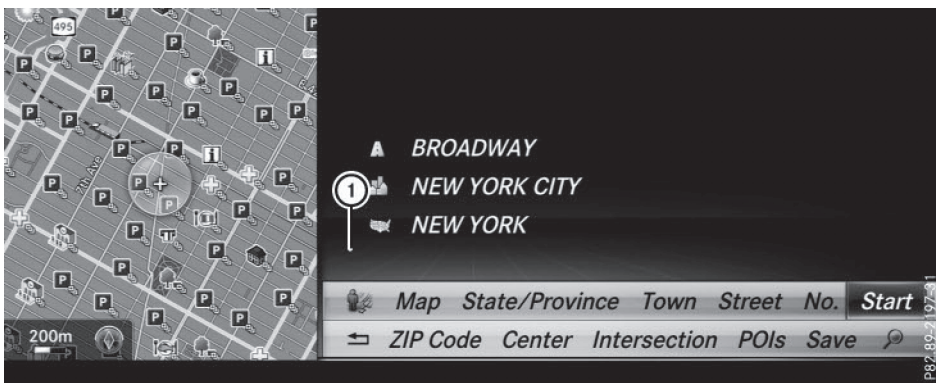 495
7th Ave
200m
BROADWAY
1
NEW YORK CITY
NEW YORK
Map State/Province Town Street No. Start
ZIP Code Center Intersection POIs Save
P82.89-2197-31